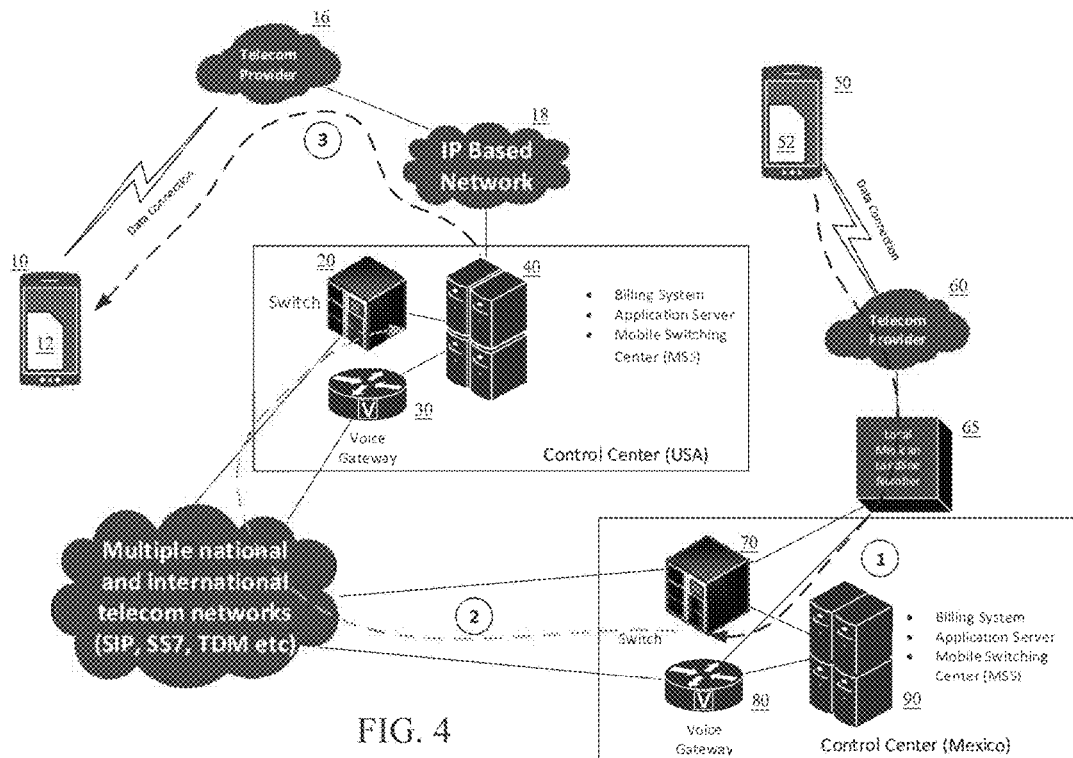 16
Telecom
Provider
3
18
IP Based
Network
Data Connection
10
12
50
52
Data Connection
60
Telecom
Provider
20
Switch
40
• Billing System
• Application Server
• Mobile Switching
Center (MSS)
30
Voice
Gateway
Control Center (USA)
65
Local
Number
Multiple national
and international
telecom networks
(SIP, SS7, TDM etc)
2
70
Switch
1
• Billing System
• Application Server
• Mobile Switching
Center (MSS)
80
Voice
Gateway
90
Control Center (Mexico)
FIG. 4